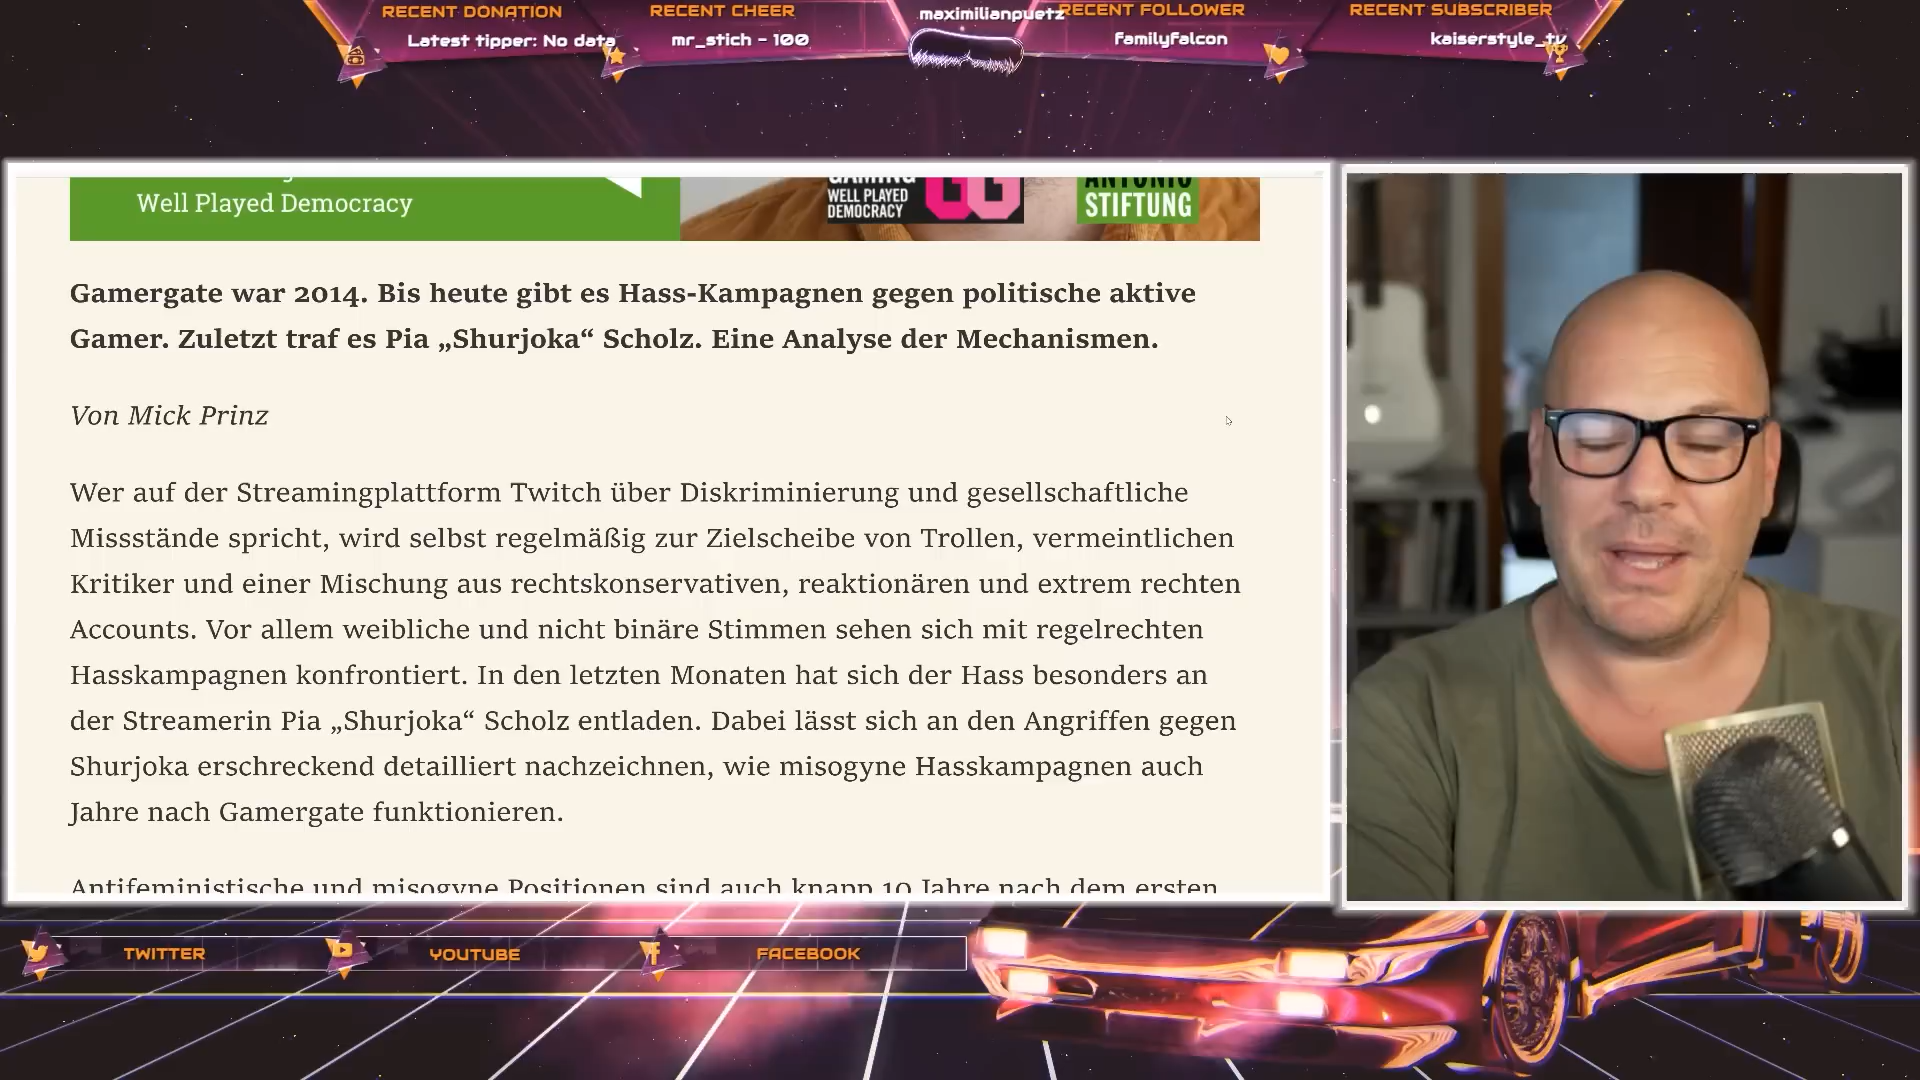 RECENT DONATION
Latest tipper: No data
RECENT CHEER
mr_stich - 100
maximilianpuetz
RECENT FOLLOWER
FamilyFalcon
RECENT SUBSCRIBER
kaiserstyle_tv
Well Played Democracy
GAMING
WELL PLAYED
DEMOCRACY
GG
ANTONIO
STIFTUNG
Gamergate war 2014. Bis heute gibt es Hass-Kampagnen gegen politische aktive
Gamer. Zuletzt traf es Pia „Shurjoka“ Scholz. Eine Analyse der Mechanismen.
Von Mick Prinz
Wer auf der Streamingplattform Twitch über Diskriminierung und gesellschaftliche
Missstände spricht, wird selbst regelmäßig zur Zielscheibe von Trollen, vermeintlichen
Kritiker und einer Mischung aus rechtskonservativen, reaktionären und extrem rechten
Accounts. Vor allem weibliche und nicht binäre Stimmen sehen sich mit regelrechten
Hasskampagnen konfrontiert. In den letzten Monaten hat sich der Hass besonders an
der Streamerin Pia „Shurjoka“ Scholz entladen. Dabei lässt sich an den Angriffen gegen
Shurjoka erschreckend detailliert nachzeichnen, wie misogyne Hasskampagnen auch
Jahre nach Gamergate funktionieren.
Antifeministische und misogyne Positionen sind auch knapp 10 Jahre nach dem ersten
TWITTER
YOUTUBE
FACEBOOK